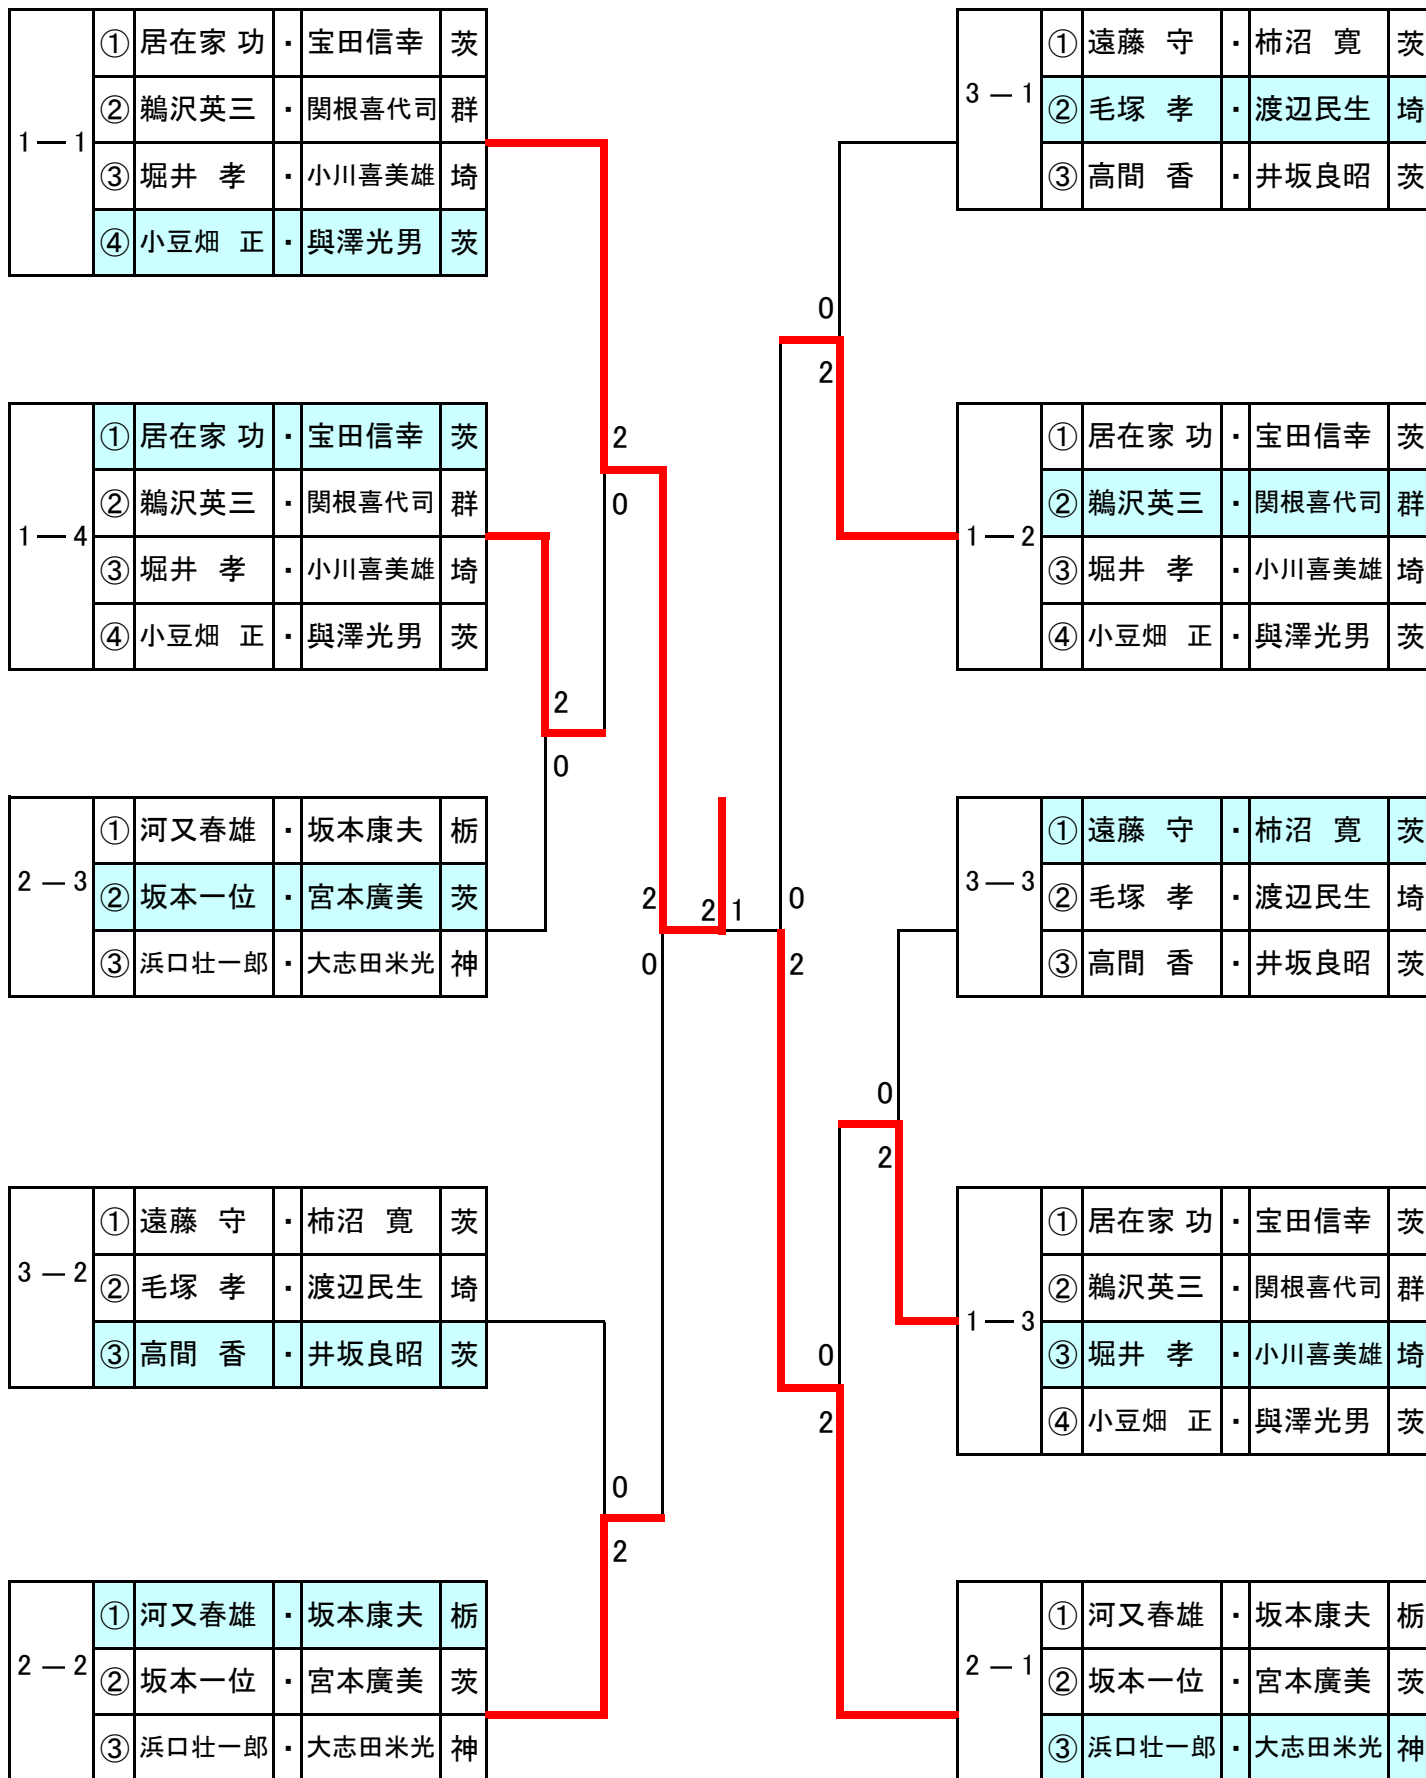 1 ― 1
① 居在家 功 ・ 宝田信幸 茨
② 鵜沢英三 ・ 関根喜代司 群
③ 堀井 孝 ・ 小川喜美雄 埼
④ 小豆畑 正 ・ 與澤光男 茨
3 ― 1
① 遠藤 守 ・ 柿沼 寛 茨
② 毛塚 孝 ・ 渡辺民生 埼
③ 高間 香 ・ 井坂良昭 茨
0
2
1 ― 4
① 居在家 功 ・ 宝田信幸 茨
② 鵜沢英三 ・ 関根喜代司 群
③ 堀井 孝 ・ 小川喜美雄 埼
④ 小豆畑 正 ・ 與澤光男 茨
2
0
1 ― 2
① 居在家 功 ・ 宝田信幸 茨
② 鵜沢英三 ・ 関根喜代司 群
③ 堀井 孝 ・ 小川喜美雄 埼
④ 小豆畑 正 ・ 與澤光男 茨
2
0
2 ― 3
① 河又春雄 ・ 坂本康夫 栃
② 坂本一位 ・ 宮本廣美 茨
③ 浜口壮一郎 ・ 大志田米光 神
2
0
2 1
0
2
3 ― 3
① 遠藤 守 ・ 柿沼 寛 茨
② 毛塚 孝 ・ 渡辺民生 埼
③ 高間 香 ・ 井坂良昭 茨
0
2
3 ― 2
① 遠藤 守 ・ 柿沼 寛 茨
② 毛塚 孝 ・ 渡辺民生 埼
③ 高間 香 ・ 井坂良昭 茨
1 ― 3
① 居在家 功 ・ 宝田信幸 茨
② 鵜沢英三 ・ 関根喜代司 群
③ 堀井 孝 ・ 小川喜美雄 埼
④ 小豆畑 正 ・ 與澤光男 茨
0
2
0
2
2 ― 2
① 河又春雄 ・ 坂本康夫 栃
② 坂本一位 ・ 宮本廣美 茨
③ 浜口壮一郎 ・ 大志田米光 神
2 ― 1
① 河又春雄 ・ 坂本康夫 栃
② 坂本一位 ・ 宮本廣美 茨
③ 浜口壮一郎 ・ 大志田米光 神